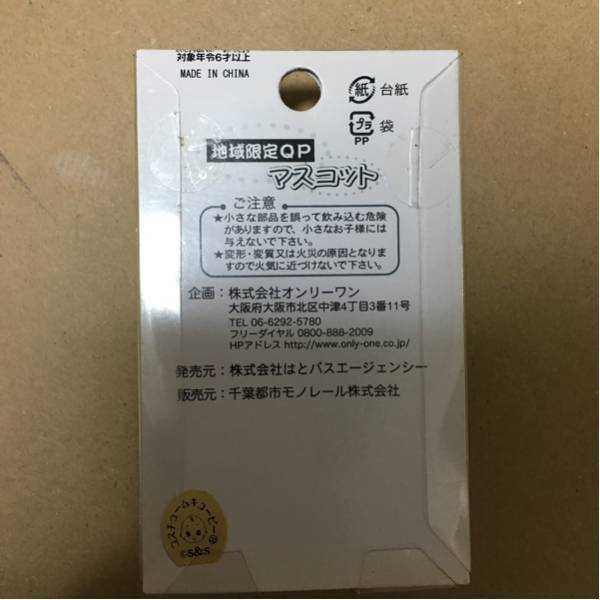 対象年令6才以上
MADE IN CHINA
紙 台紙
プラ 袋
PP
地域限定QP
マスコット
ご注意
★小さな部品を誤って飲み込む危険
がありますので、小さなお子様には
与えないで下さい。
★変形・変質又は火災の原因となりま
すので火気に近づけないで下さい。
企画：株式会社オンリーワン
大阪府大阪市北区中津4丁目3番11号
TEL 06-6292-5780
フリーダイヤル 0800-888-2009
HPアドレス http://www.only-one.co.jp/
発売元：株式会社はとバスエージェンシー
販売元：千葉都市モノレール株式会社
コスチュームキューピー
©S&S